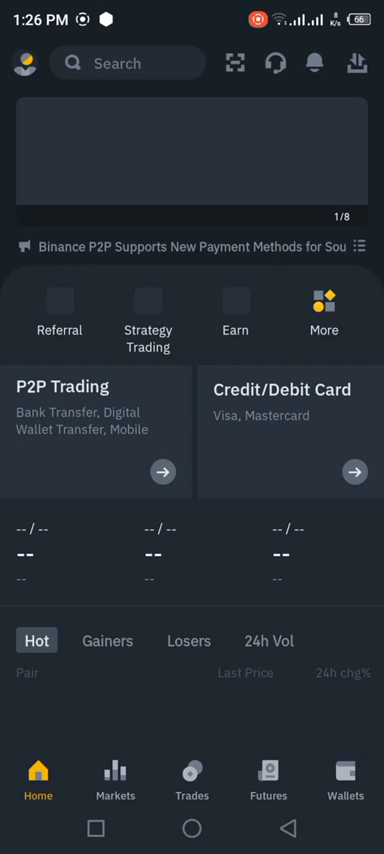 1:26 PM
8
K/s
66
Search
1/8
Binance P2P Supports New Payment Methods for Sou
Referral
Strategy
Trading
Earn
More
P2P Trading
Bank Transfer, Digital
Wallet Transfer, Mobile
Credit/Debit Card
Visa, Mastercard
-- / --
-- / --
-- / --
--
--
--
--
--
--
Hot
Gainers
Losers
24h Vol
Pair
Last Price
24h chg%
Home
Markets
Trades
Futures
Wallets